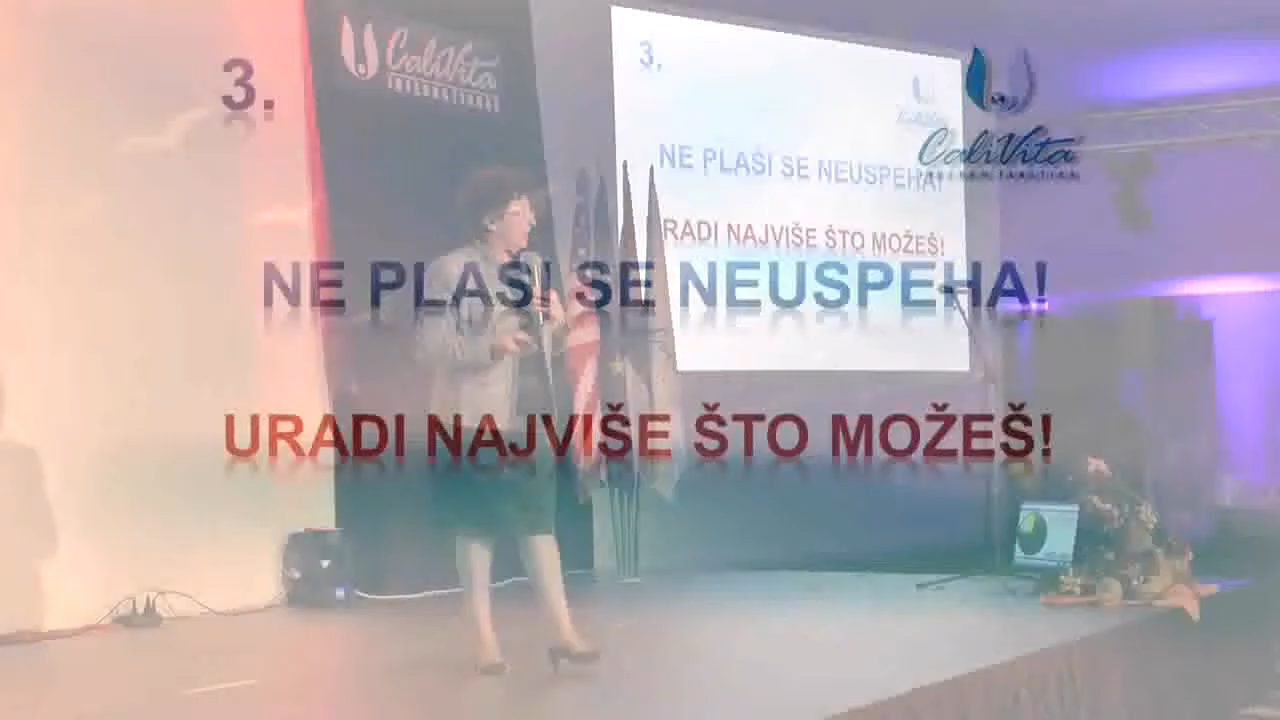 CaliVita
INTERNATIONAL
3.
NE PLAŠI SE NEUSPEHA!
RADI NAJVIŠE ŠTO MOŽEŠ!
3.
CaliVita
NE PLAŠI SE NEUSPEHA!
URADI NAJVIŠE ŠTO MOŽEŠ!